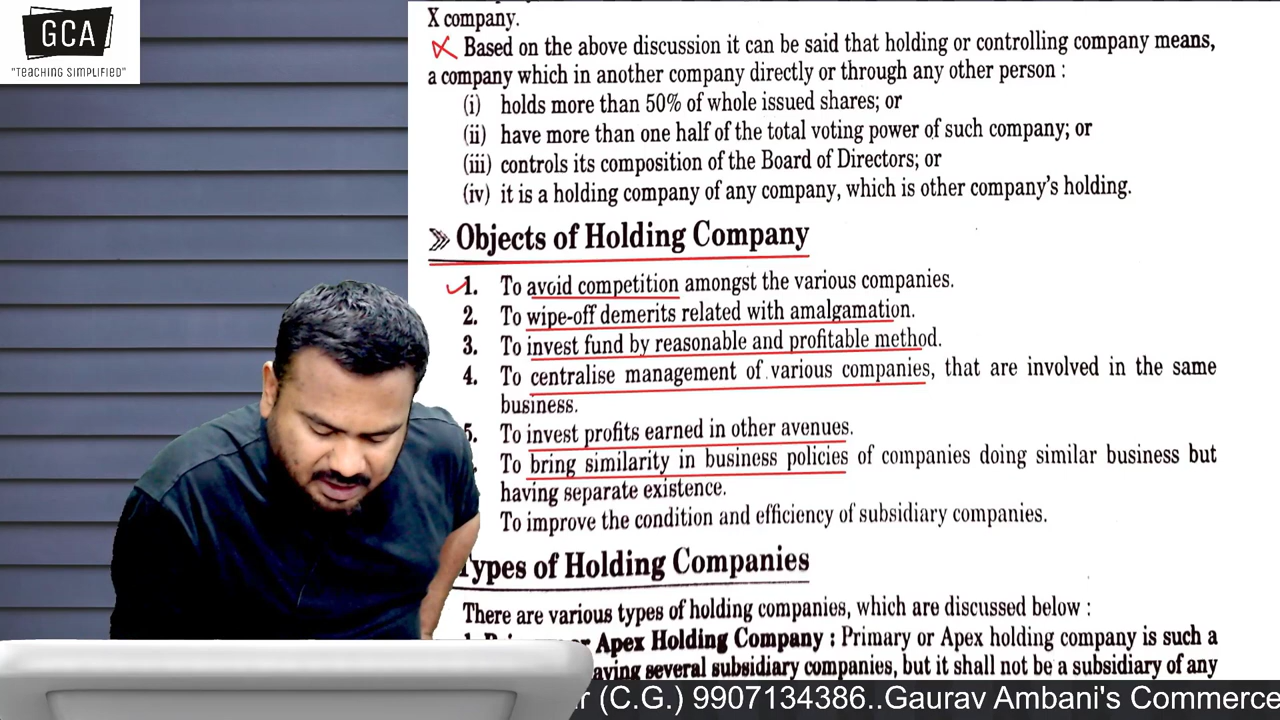 GCA
"TEACHING SIMPLIFIED"
X company.
Based on the above discussion it can be said that holding or controlling company means,
a company which in another company directly or through any other person :
(i) holds more than 50% of whole issued shares; or
(ii) have more than one half of the total voting power of such company; or
(iii) controls its composition of the Board of Directors; or
(iv) it is a holding company of any company, which is other company's holding.
Objects of Holding Company
1. To avoid competition amongst the various companies.
2. To wipe-off demerits related with amalgamation.
3. To invest fund by reasonable and profitable method.
4. To centralise management of various companies, that are involved in the same
business.
5. To invest profits earned in other avenues.
To bring similarity in business policies of companies doing similar business but
having separate existence.
To improve the condition and efficiency of subsidiary companies.
Types of Holding Companies
There are various types of holding companies, which are discussed below :
or Apex Holding Company : Primary or Apex holding company is such a
having several subsidiary companies, but it shall not be a subsidiary of any
(C.G.) 9907134386..Gaurav Ambani's Commerce